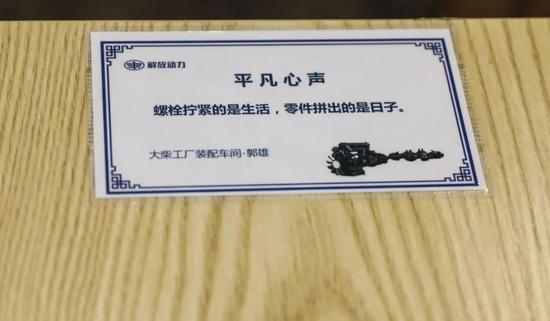 解放动力
平凡心声
螺栓拧紧的是生活，零件拼出的是日子。
大柴工厂装配车间-郭雄